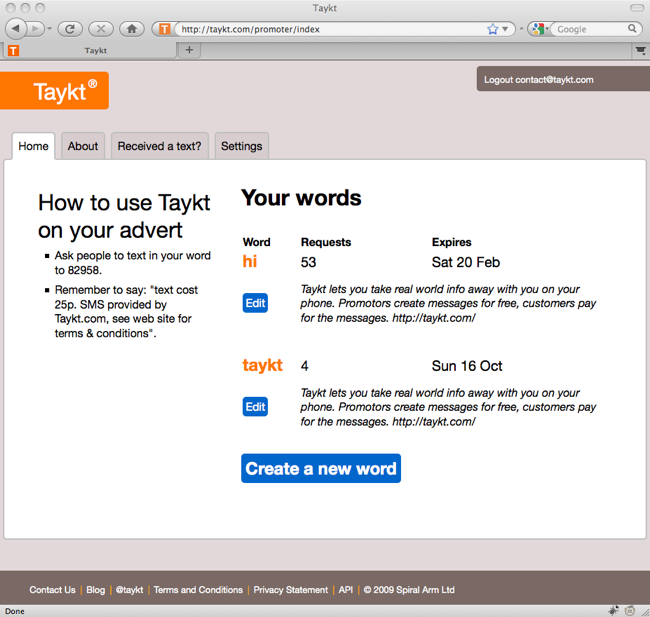 Taykt
http://taykt.com/promoter/index
Google
Taykt
Taykt®
Logout contact@taykt.com
Home About Received a text? Settings
How to use Taykt
on your advert
Ask people to text in your word
to 82958.
Remember to say: "text cost
25p. SMS provided by
Taykt.com, see web site for
terms & conditions".
Your words
Word Requests Expires
hi 53 Sat 20 Feb
Edit
Taykt lets you take real world info away with you on your
phone. Promotors create messages for free, customers pay
for the messages. http://taykt.com/
taykt 4 Sun 16 Oct
Edit
Taykt lets you take real world info away with you on your
phone. Promotors create messages for free, customers pay
for the messages. http://taykt.com/
Create a new word
Contact Us | Blog | @taykt | Terms and Conditions | Privacy Statement | API | © 2009 Spiral Arm Ltd
Done